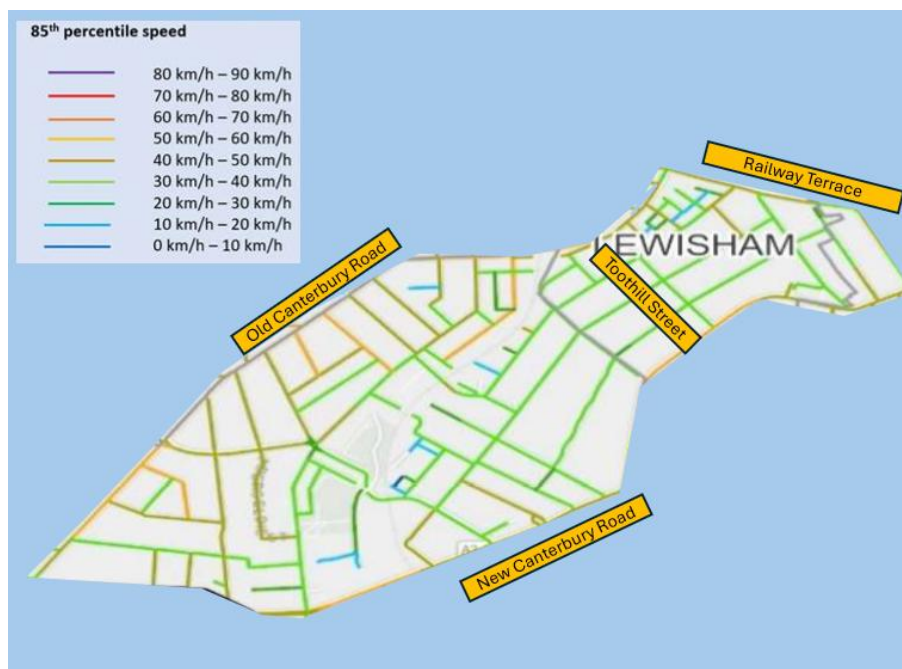 85th percentile speed
80 km/h – 90 km/h
70 km/h – 80 km/h
60 km/h – 70 km/h
50 km/h – 60 km/h
40 km/h – 50 km/h
30 km/h – 40 km/h
20 km/h – 30 km/h
10 km/h – 20 km/h
0 km/h – 10 km/h
Railway Terrace
LEWISHAM
Toothill Street
Old Canterbury Road
New Canterbury Road